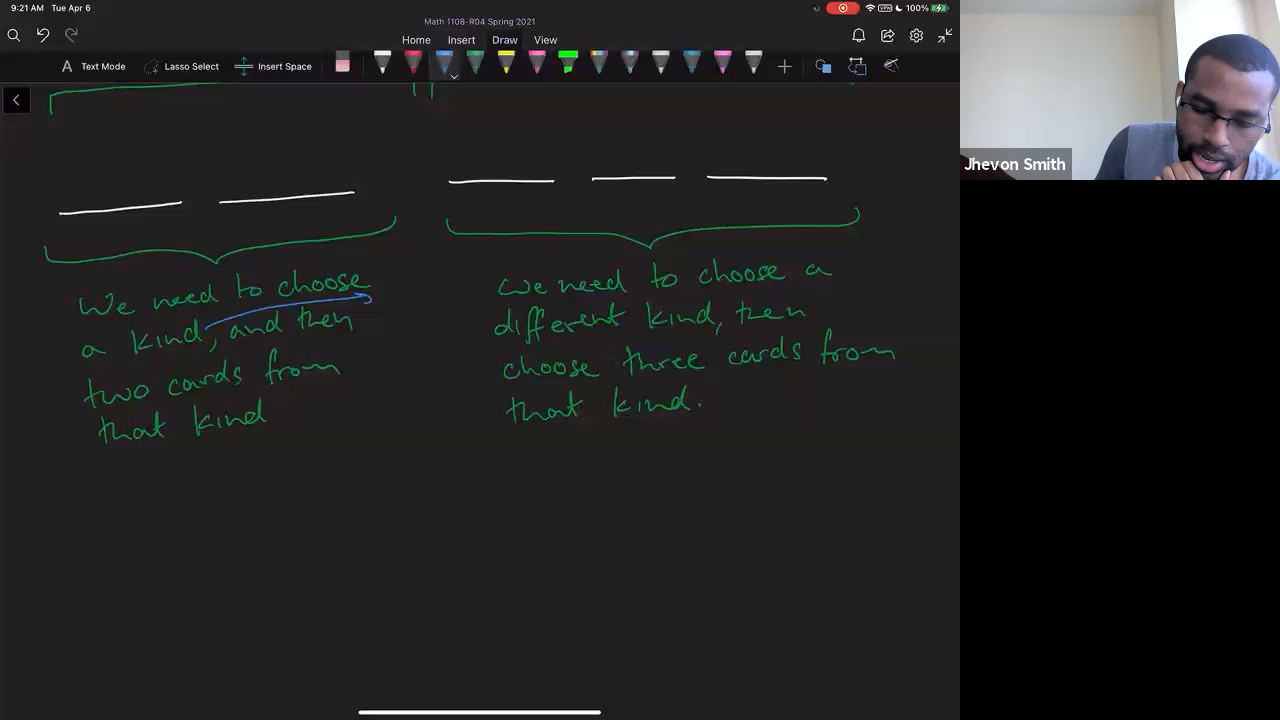 9:21 AM Tue Apr 6
100%
Math 1108-R04 Spring 2021
Home Insert Draw View
Text Mode Lasso Select Insert Space
Jhevon Smith
We need to choose
a kind, and then
two cards from
that kind
we need to choose a
different kind, then
choose three cards from
that kind.